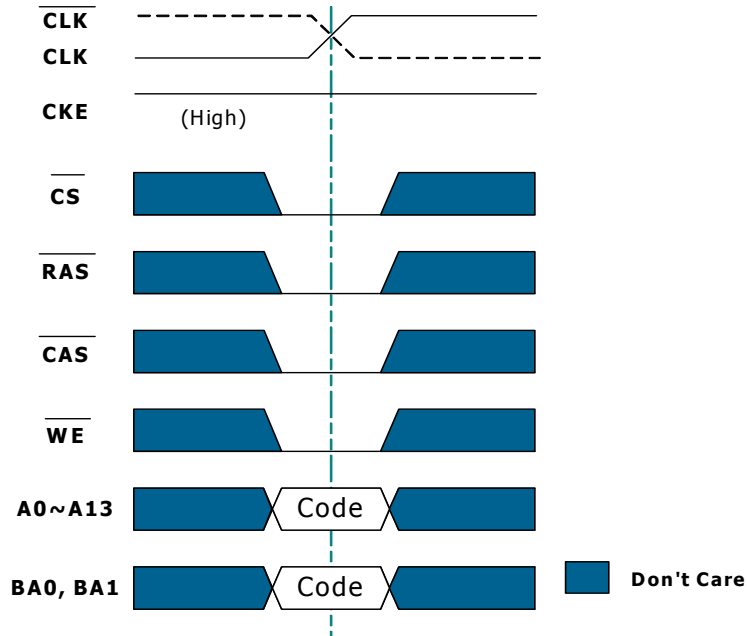 CLK
CLK
CKE
(High)
CS
RAS
CAS
WE
A0~A13 Code
BA0, BA1 Code
Don't Care